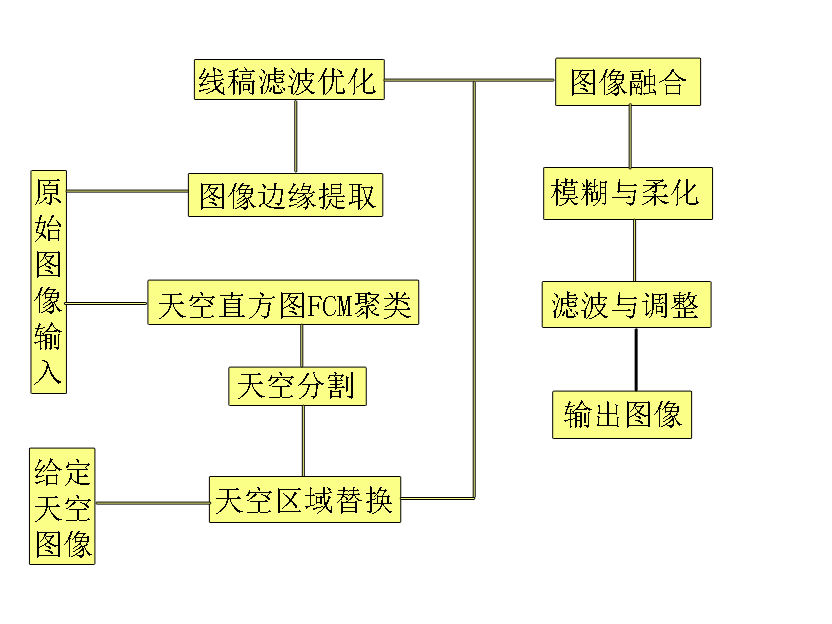 线稿滤波优化
图像融合
原始图像输入
图像边缘提取
模糊与柔化
天空直方图FCM聚类
滤波与调整
天空分割
输出图像
给定
天空
图像
天空区域替换